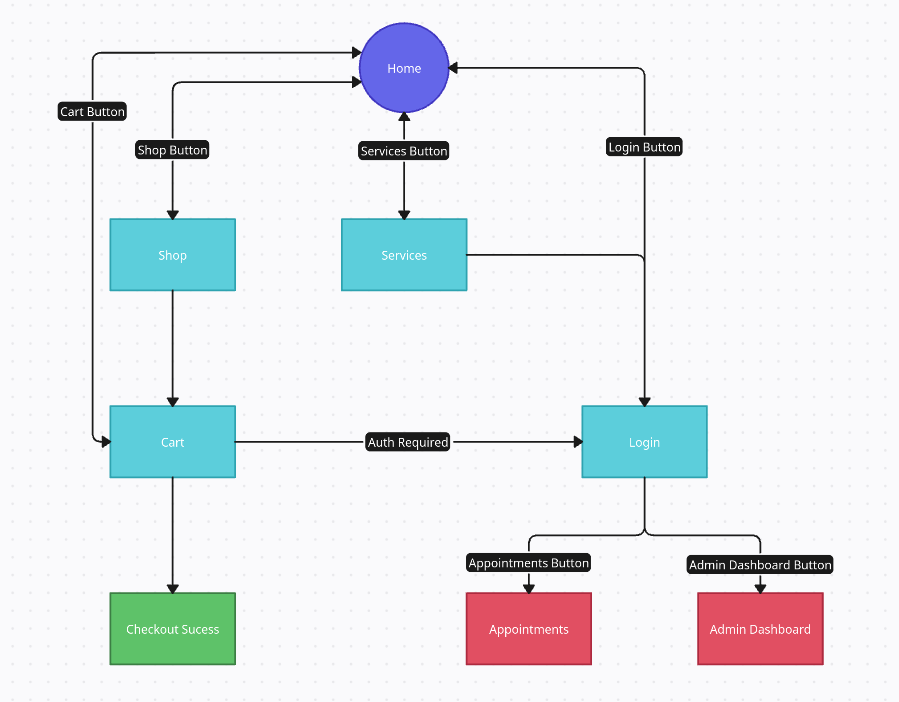 Home
Cart Button
Shop Button
Services Button
Login Button
Shop
Services
Cart
Auth Required
Login
Appointments Button
Admin Dashboard Button
Checkout Sucess
Appointments
Admin Dashboard